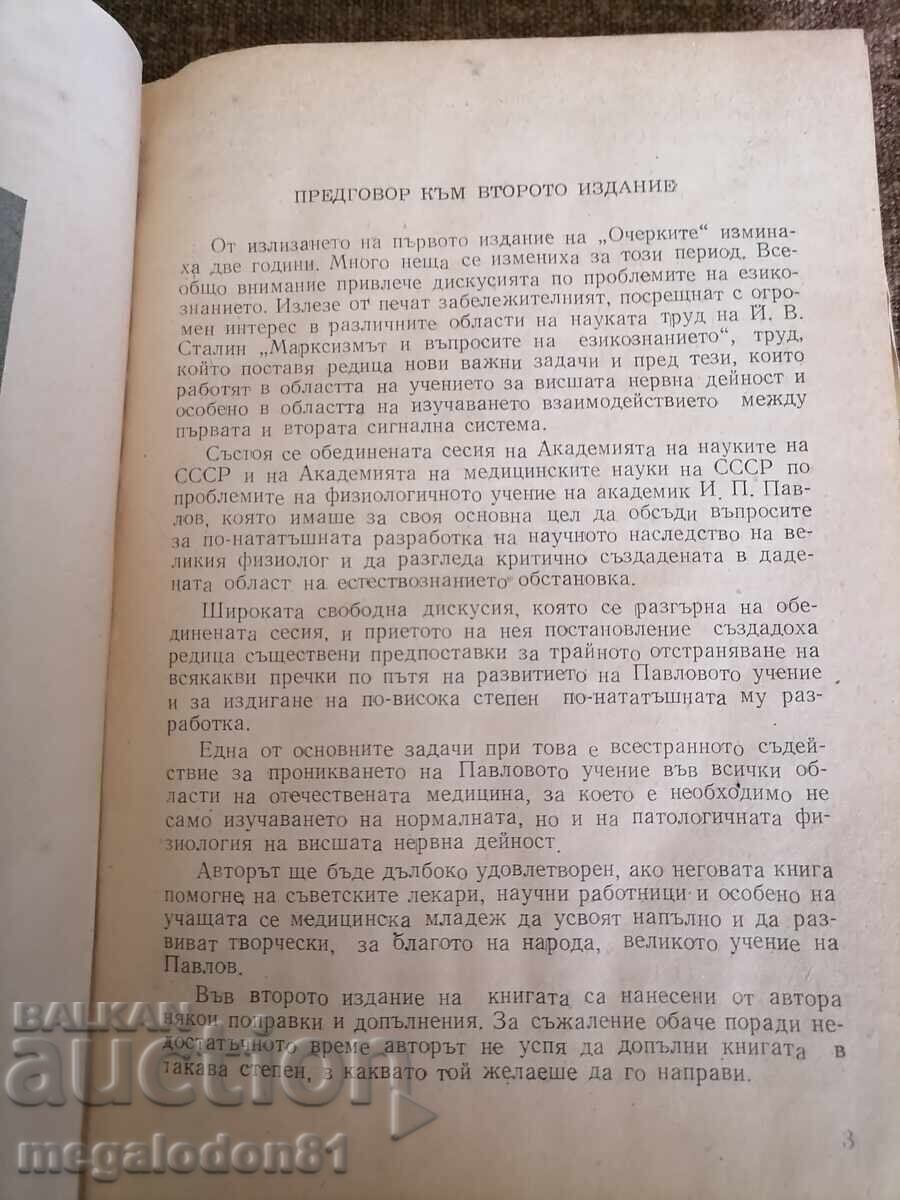 ПРЕДГОВОР КЪМ ВТОРОТО ИЗДАНИЕ
От излизането на първото издание на „Очерките“ измина-
ха две години. Много неща се измениха за този период. Все-
общо внимание привлече дискусията по проблемите на езико-
знанието. Излезе от печат забележителният, посрещнат с огро-
мен интерес в различните области на науката труд на Й. В.
Сталин „Марксизмът и въпросите на езикознанието“, труд,
който поставя редица нови важни задачи и пред тези, които
работят в областта на учението за висшата нервна дейност и
особено в областта на изучаването взаимодействието между
първата и втората сигнална система.
Състоя се обединената сесия на Академията на науките на
СССР и на Академията на медицинските науки на СССР по
проблемите на физиологичното учение на академик И. П. Пав-
лов, която имаше за своя основна цел да обсъди въпросите
за по-нататъшната разработка на научното наследство на ве-
ликия физиолог и да разгледа критично създадената в даде-
ната област на естествознанието обстановка.
Широката свободна дискусия, която се разгърна на обе-
динената сесия, и приетото на нея постановление създадоха
редица съществени предпоставки за трайното отстраняване на
всякакви пречки по пътя на развитието на Павловото учение
и за издигане на по-висока степен по-нататъшната му раз-
работка.
Една от основните задачи при това е всестранното съдей-
ствие за проникването на Павловото учение във всички об-
ласти на отечествената медицина, за което е необходимо не
само изучаването на нормалната, но и на патологичната фи-
зиология на висшата нервна дейност.
Авторът ще бъде дълбоко удовлетворен, ако неговата книга
помогне на съветските лекари, научни работници и особено на
учащата се медицинска младеж да усвоят напълно и да раз-
виват творчески, за благото на народа, великото учение на
Павлов.
Във второто издание на книгата са нанесени от автора
някои поправки и допълнения. За съжаление обаче поради не-
достатъчното време авторът не успя да допълни книгата в
такава степен, в каквато той желаеше да го направи.
3
BALKAN
auction
megalodon81